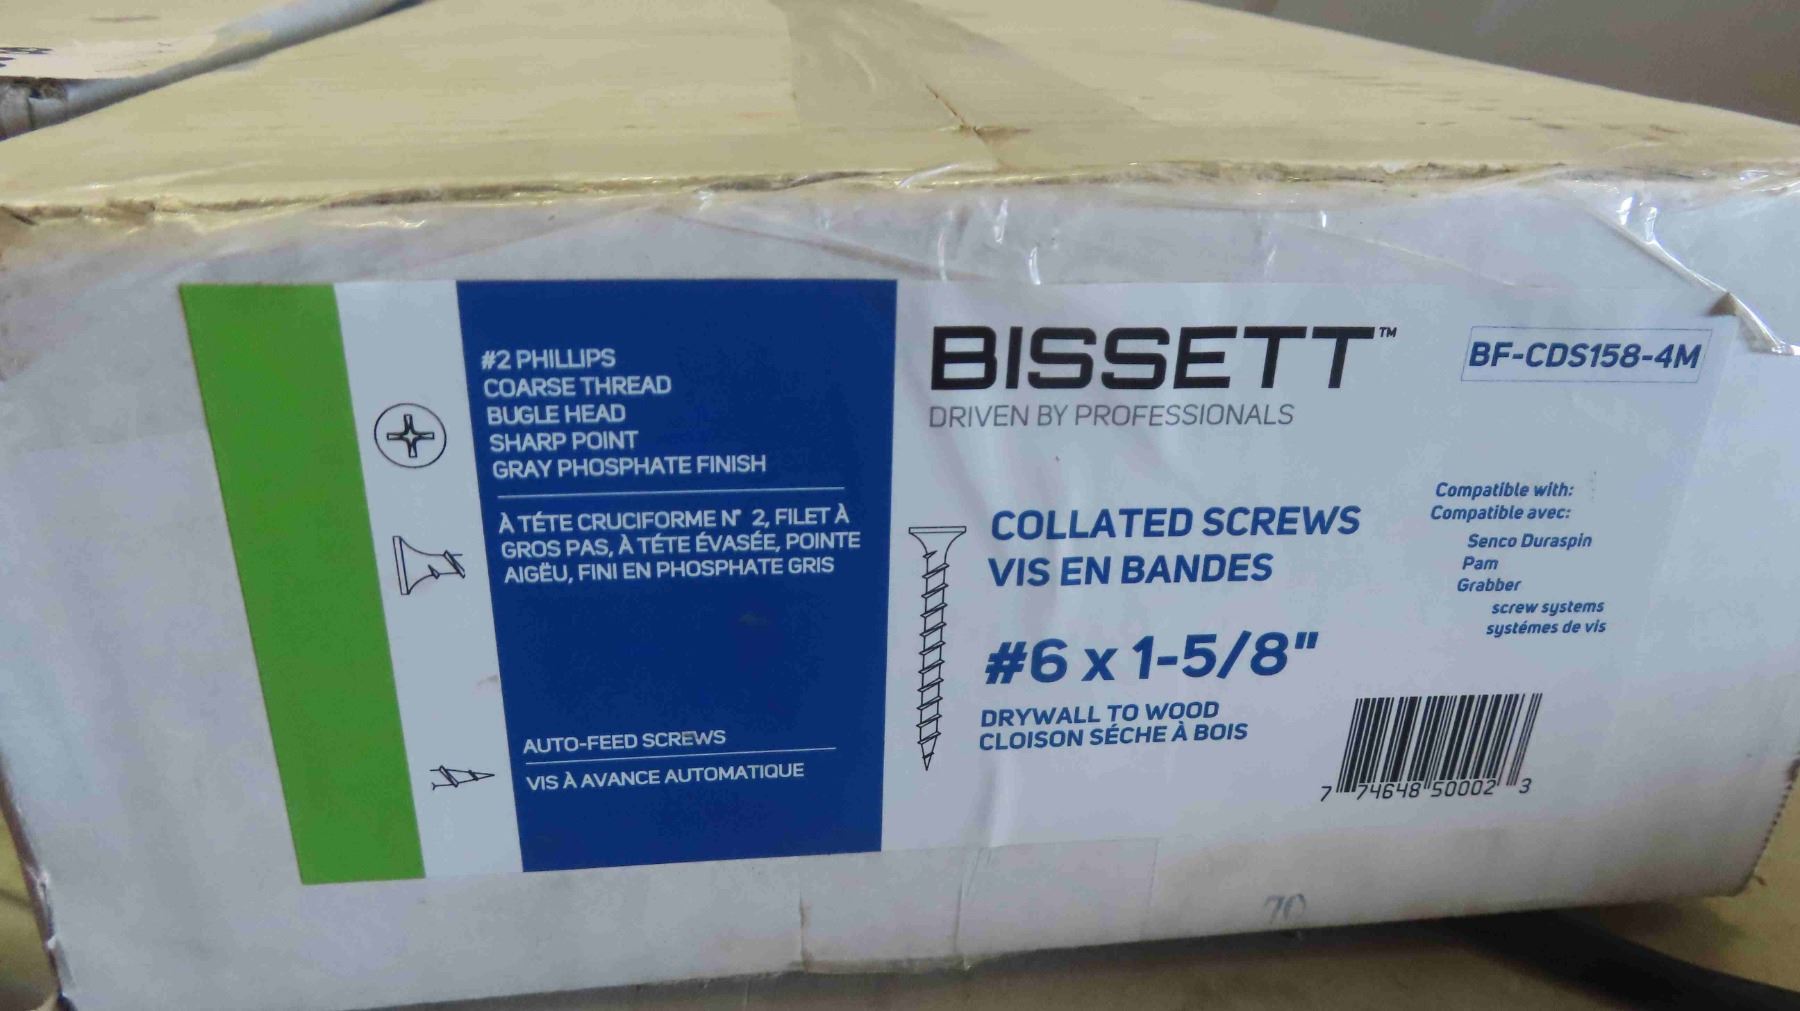 #2 PHILLIPS
COARSE THREAD
BUGLE HEAD
SHARP POINT
GRAY PHOSPHATE FINISH
À TÉTE CRUCIFORME N° 2, FILET À
GROS PAS, À TÉTE ÉVASÉE, POINTE
AIGËU, FINI EN PHOSPHATE GRIS
AUTO-FEED SCREWS
VIS À AVANCE AUTOMATIQUE
BISSETT™
DRIVEN BY PROFESSIONALS
BF-CDS158-4M
COLLATED SCREWS
VIS EN BANDES
#6 x 1-5/8"
DRYWALL TO WOOD
CLOISON SÉCHE À BOIS
Compatible with:
Compatible avec:
Senco Duraspin
Pam
Grabber
screw systems
systémes de vis
7 74648 50002 3
70